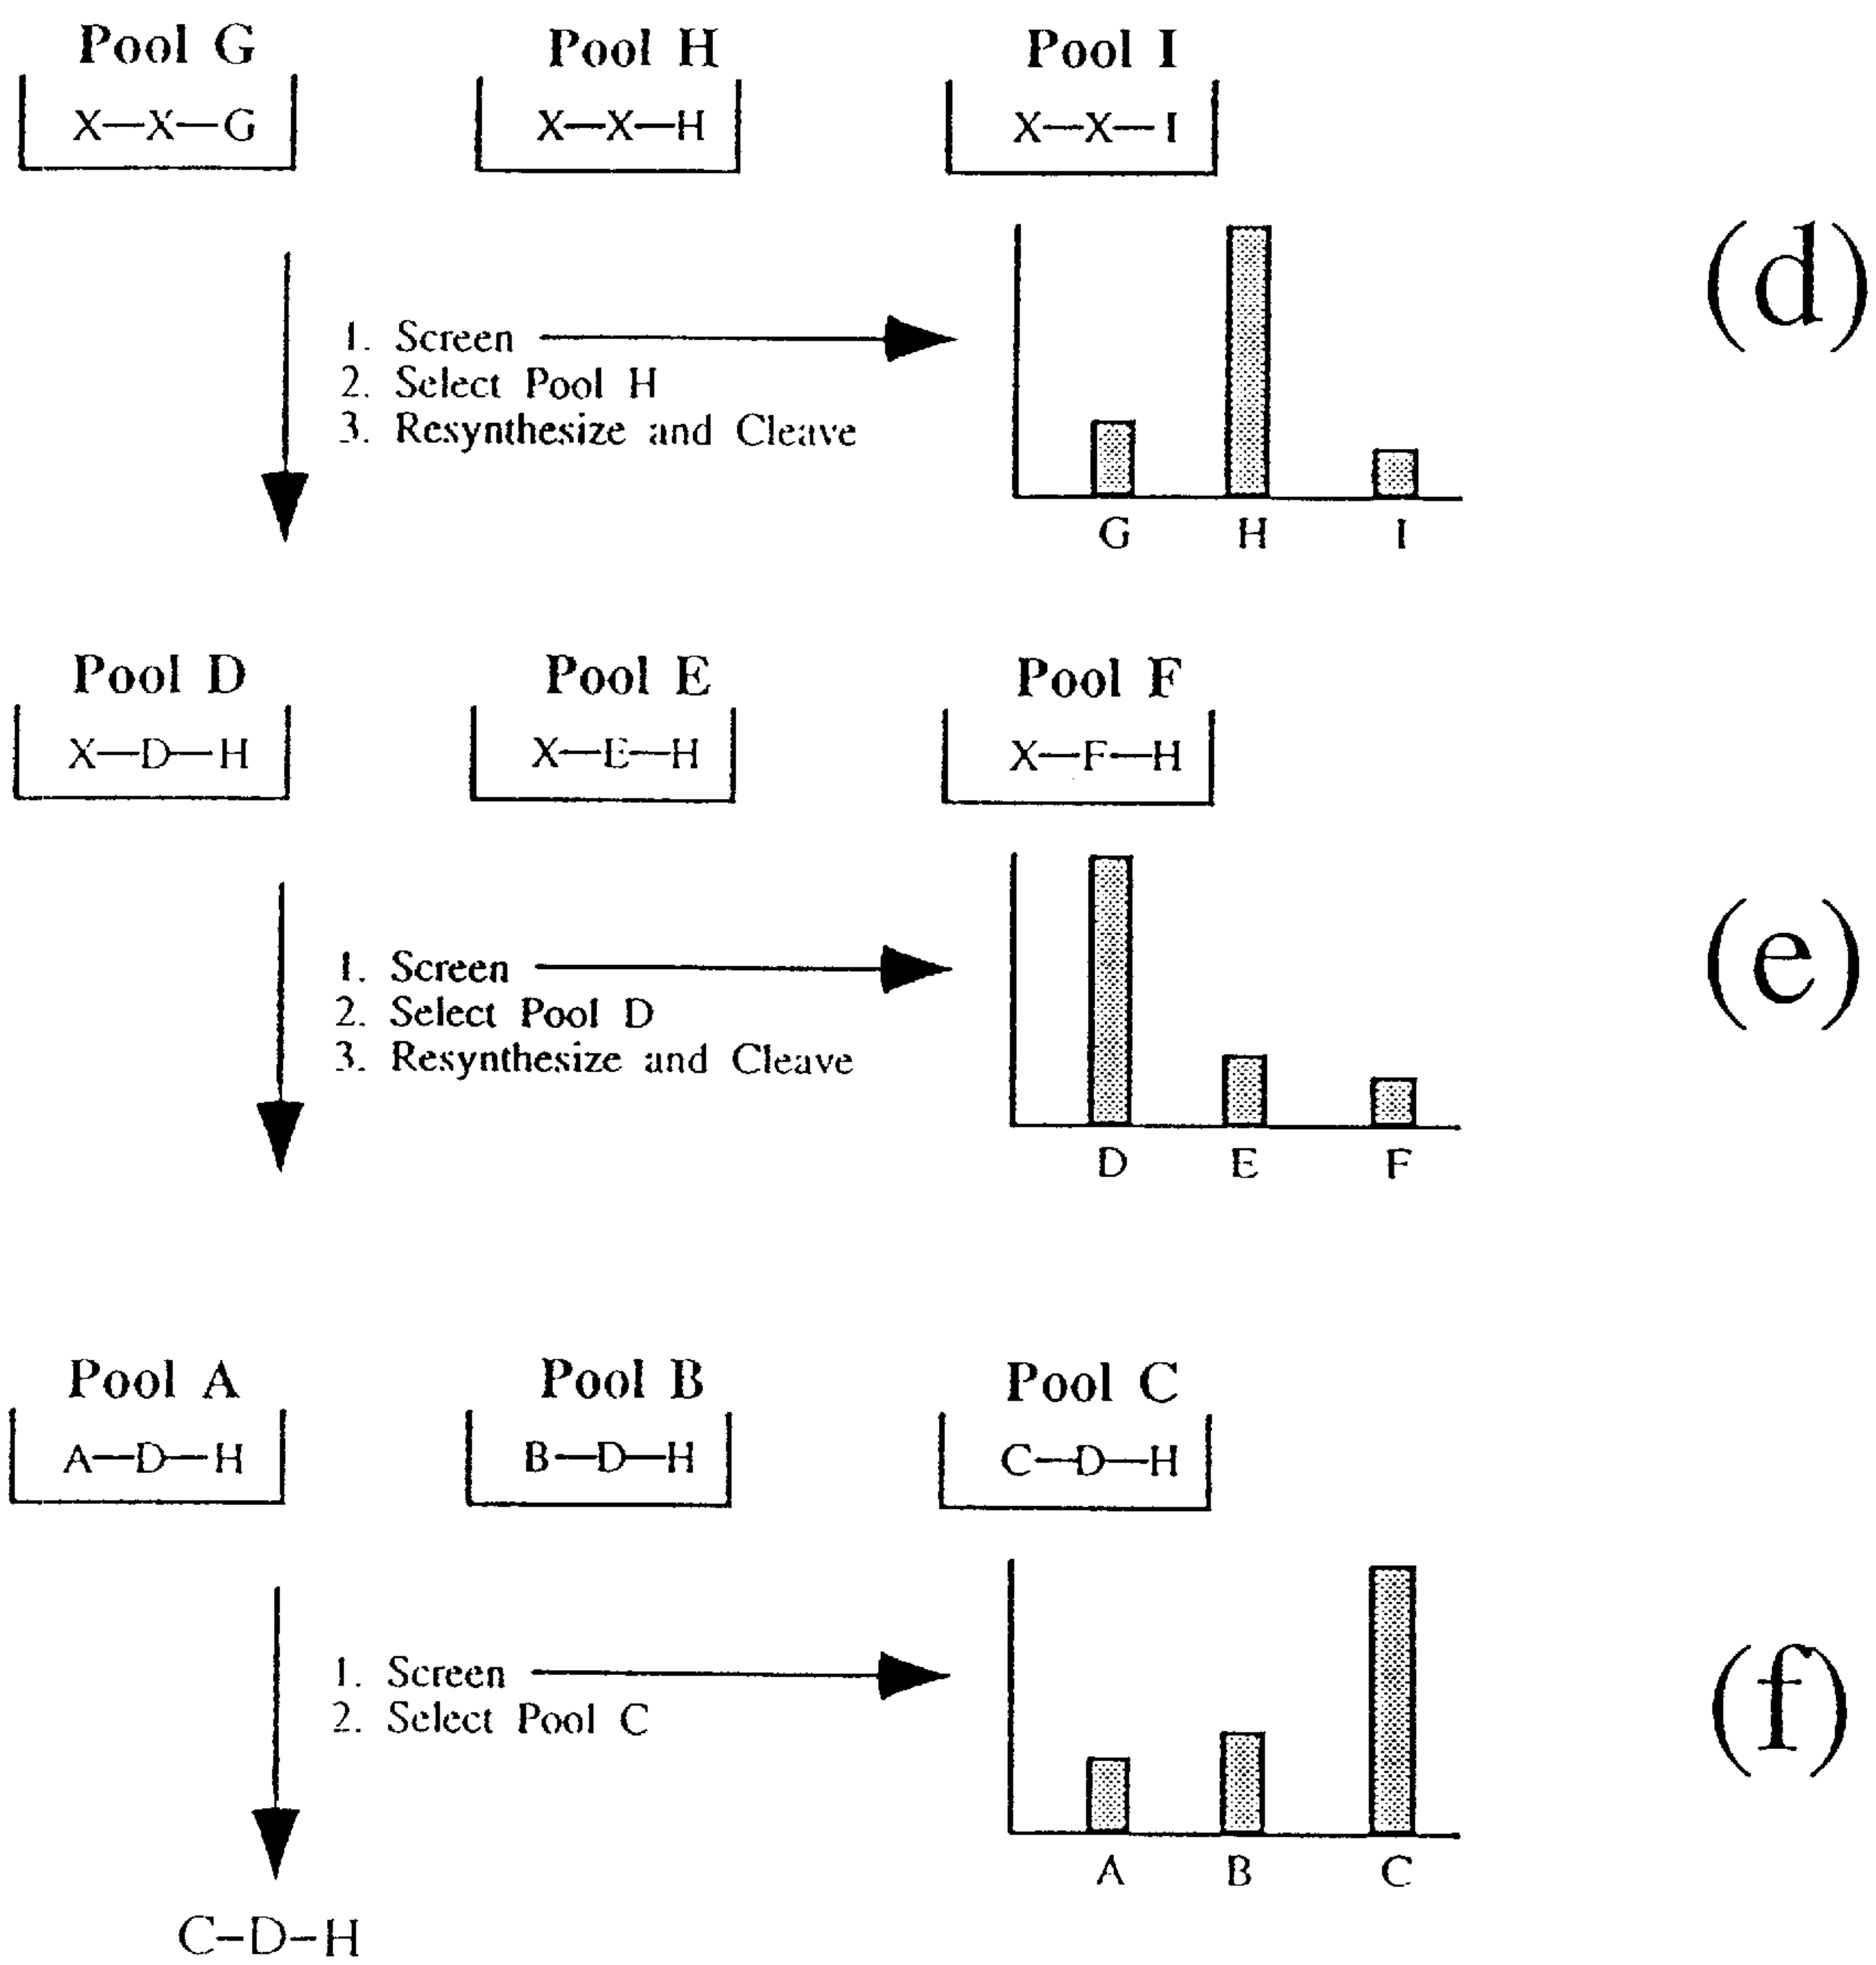 Pool G Pool H Pool I
X—X—G X—X—H X—X—I
(d)
1. Screen
2. Select Pool H
3. Resynthesize and Cleave
G H I
Pool D Pool E Pool F
X—D—H X—E—H X—F—H
(e)
1. Screen
2. Select Pool D
3. Resynthesize and Cleave
D E F
Pool A Pool B Pool C
A—D—H B—D—H C—D—H
1. Screen
2. Select Pool C
(f)
A B C
C–D–H